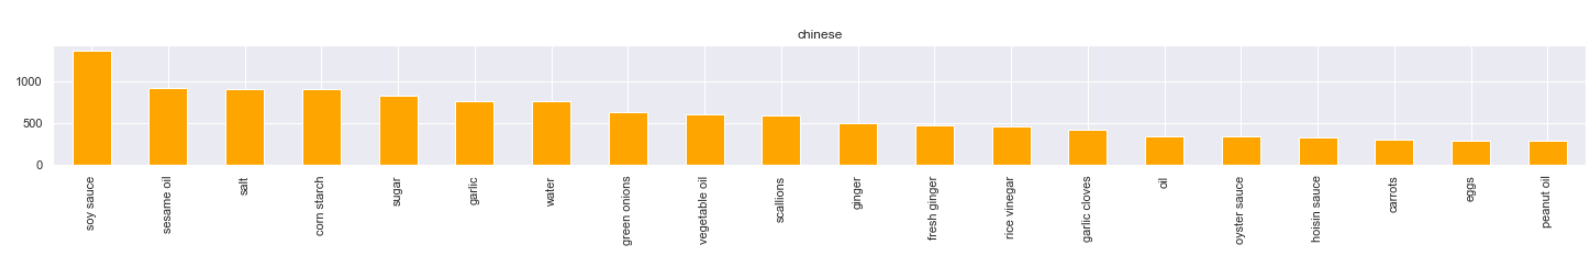 chinese
1000
500
0
soy sauce
sesame oil
salt
corn starch
sugar
garlic
water
green onions
vegetable oil
scallions
ginger
fresh ginger
rice vinegar
garlic cloves
oil
oyster sauce
hoisin sauce
carrots
eggs
peanut oil